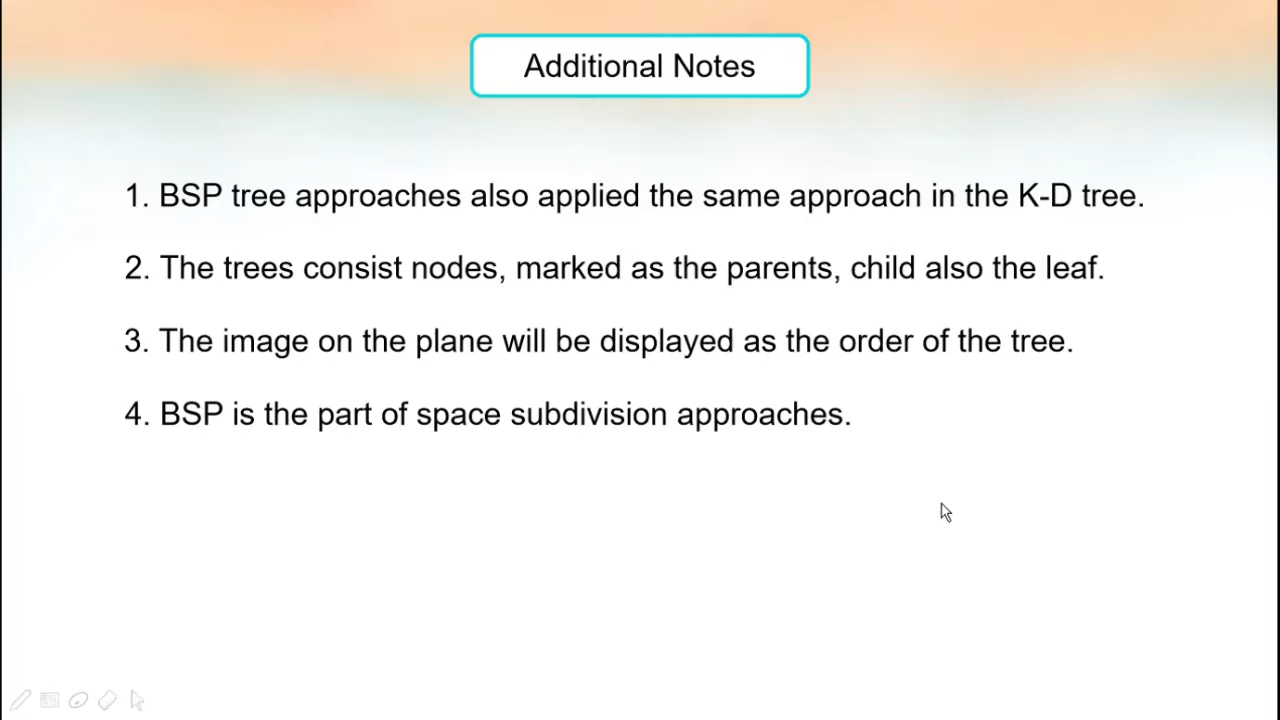 Additional Notes
1. BSP tree approaches also applied the same approach in the K-D tree.
2. The trees consist nodes, marked as the parents, child also the leaf.
3. The image on the plane will be displayed as the order of the tree.
4. BSP is the part of space subdivision approaches.